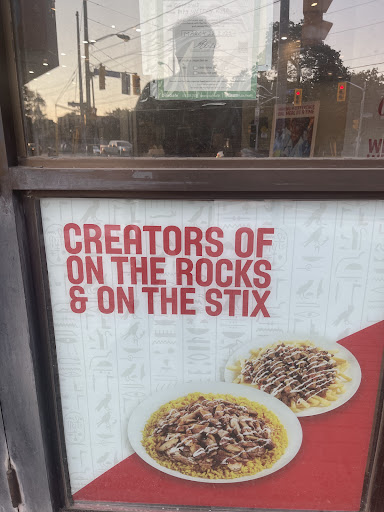 CREATORS OF
ON THE ROCKS
& ON THE STIX